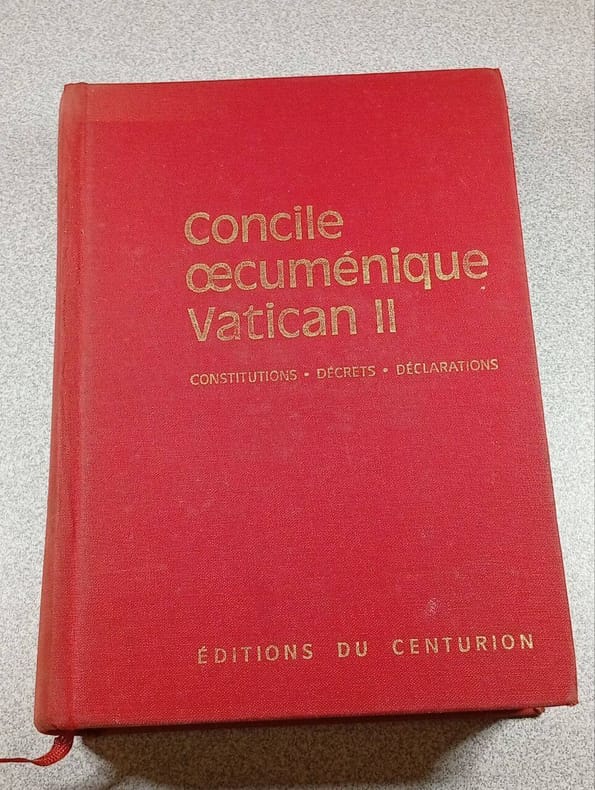 Concile
œcuménique
Vatican II
CONSTITUTIONS • DÉCRETS • DÉCLARATIONS
ÉDITIONS DU CENTURION